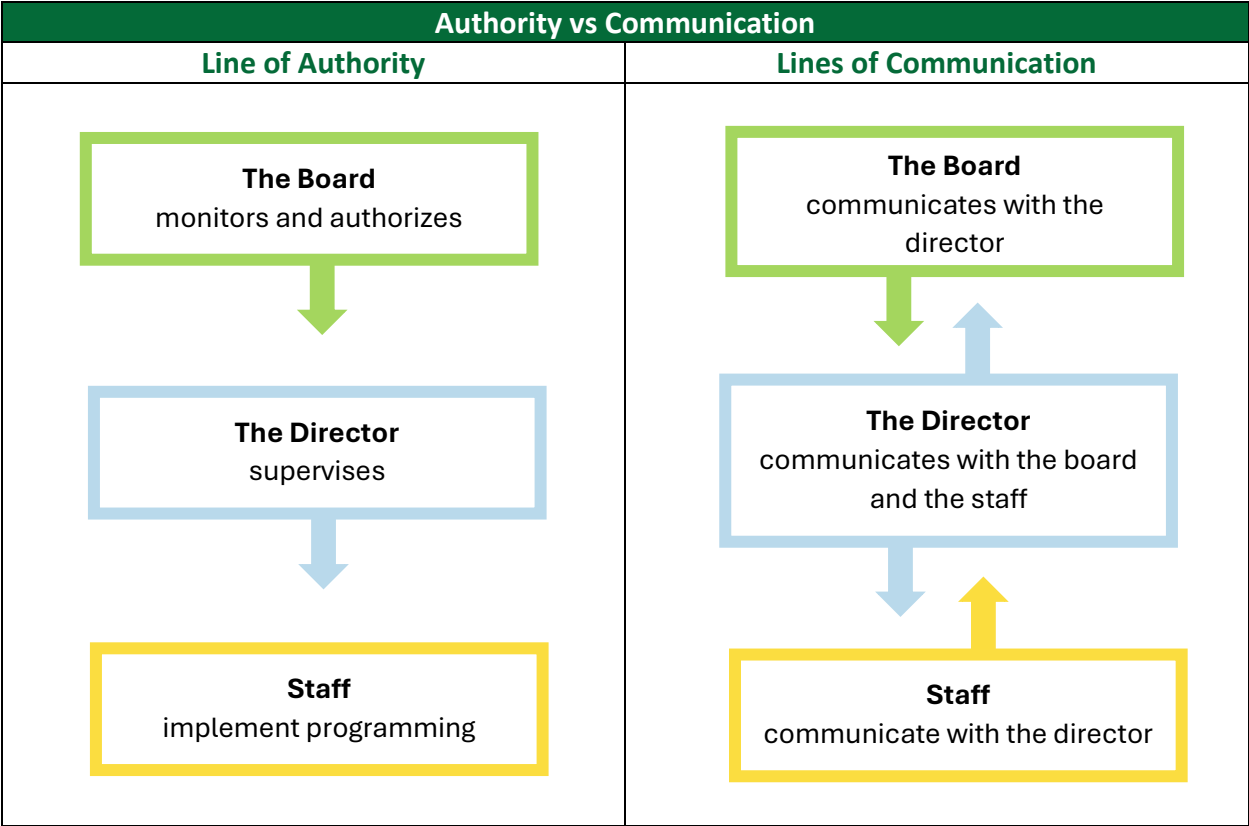 Authority vs Communication
Line of Authority
Lines of Communication
The Board
monitors and authorizes
The Director
supervises
Staff
implement programming
The Board
communicates with the
director
The Director
communicates with the board
and the staff
Staff
communicate with the director